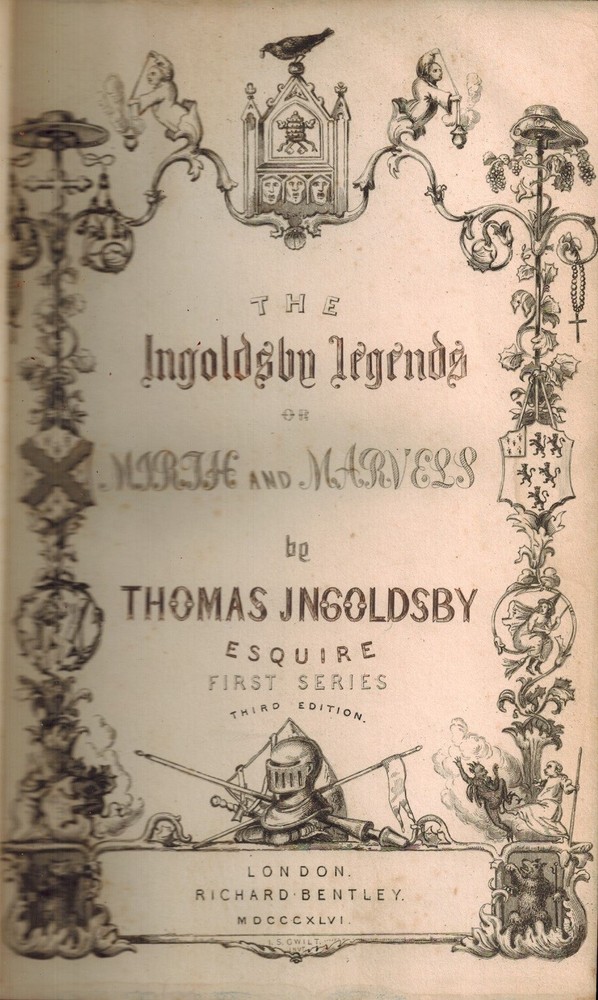 THE
Ingoldsby Legends
OR
MIRTH AND MARVELS
by
THOMAS INGOLDSBY
ESQUIRE
FIRST SERIES
THIRD EDITION.
LONDON.
RICHARD·BENTLEY.
MDCCCXLVI.
J. S. GWILT.